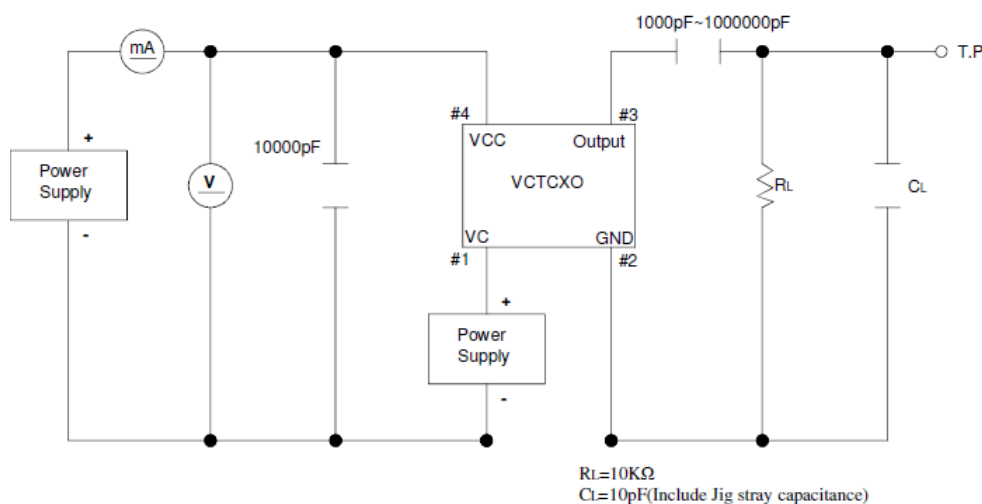 1000pF~1000000pF
mA
T.P
#4
#3
+
VCC
Output
10000pF
Power
Supply
V
VCTCXO
RL
CL
-
VC
GND
#1
#2
+
Power
Supply
-
RL=10KΩ
CL=10pF(Include Jig stray capacitance)